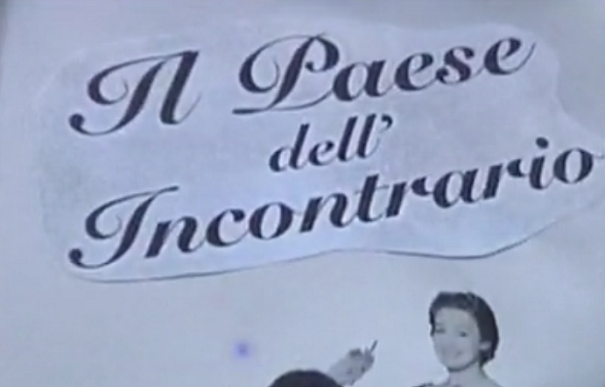 Il Paese
dell'
Incontrario